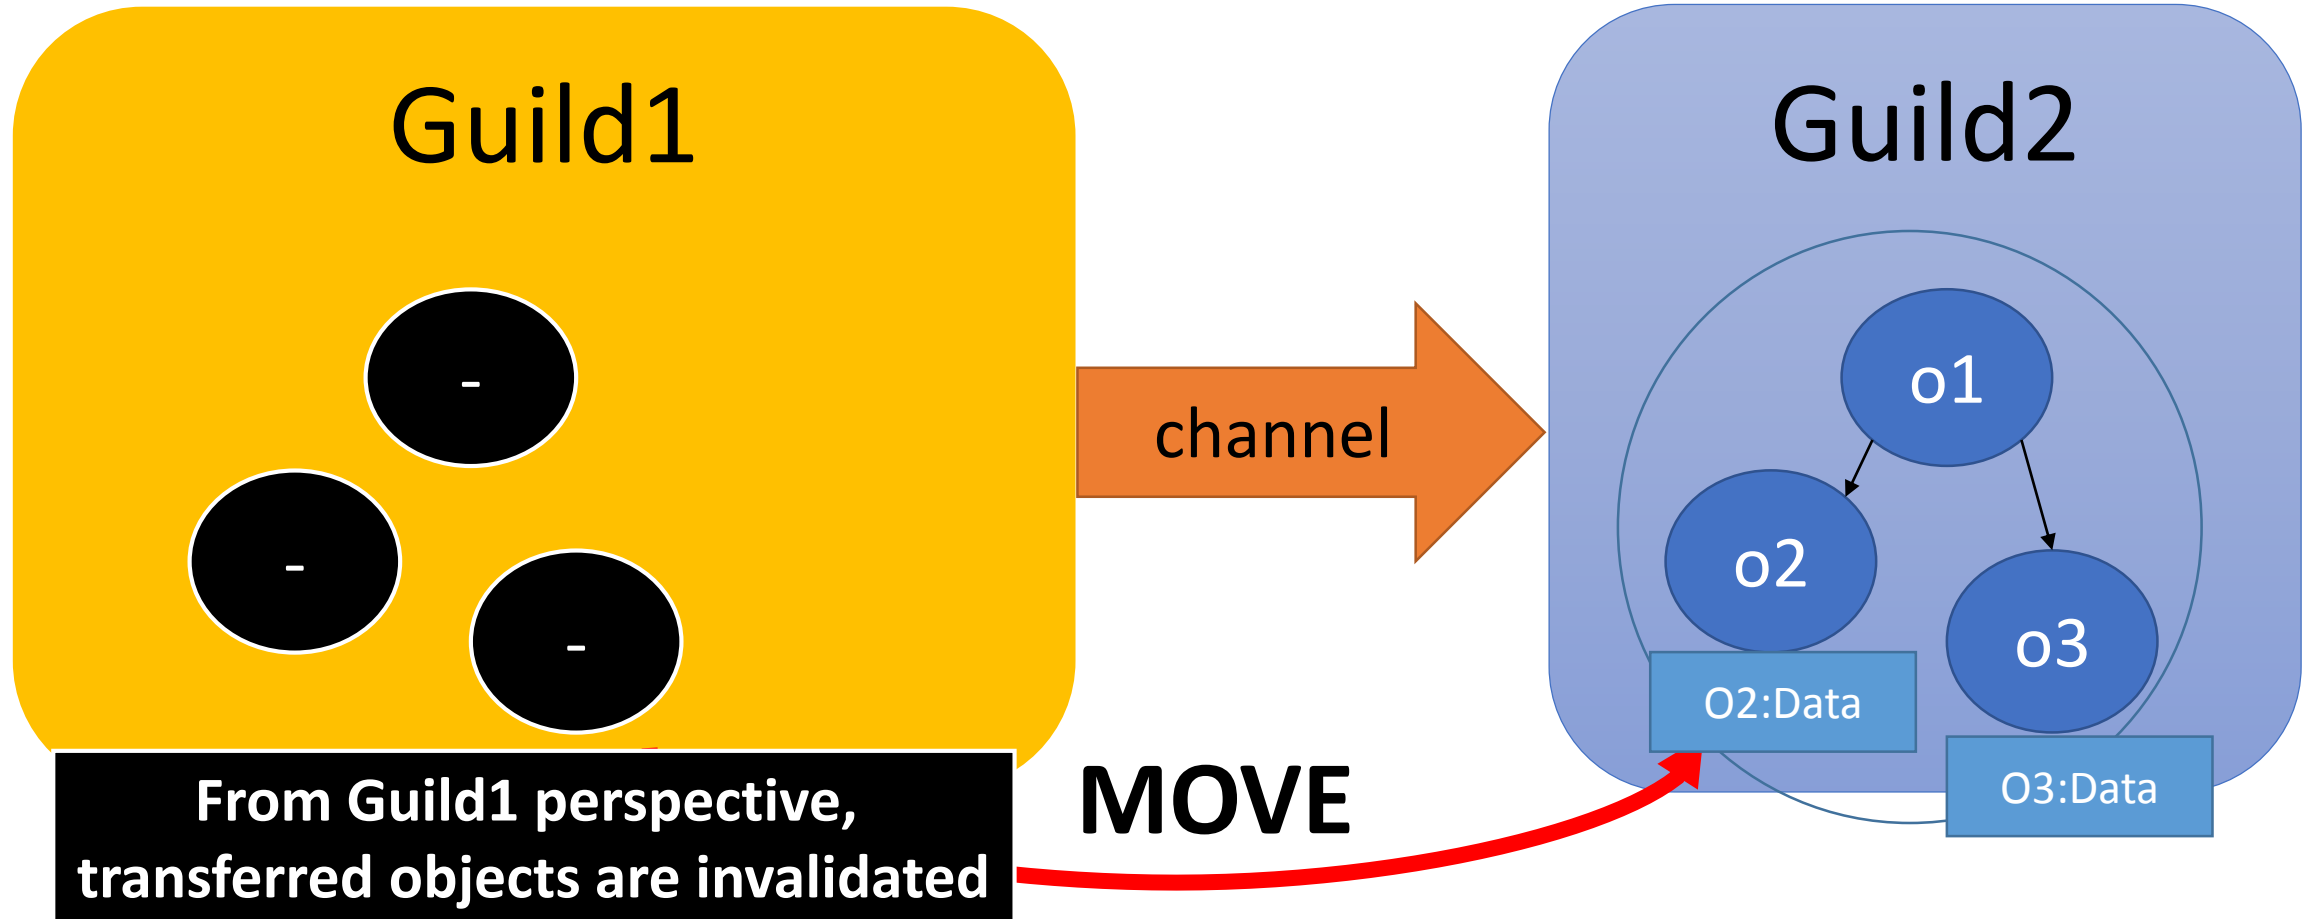 Guild1
Guild2
-
-
-
channel
o1
o2
o3
O2:Data
O3:Data
MOVE
From Guild1 perspective,
transferred objects are invalidated